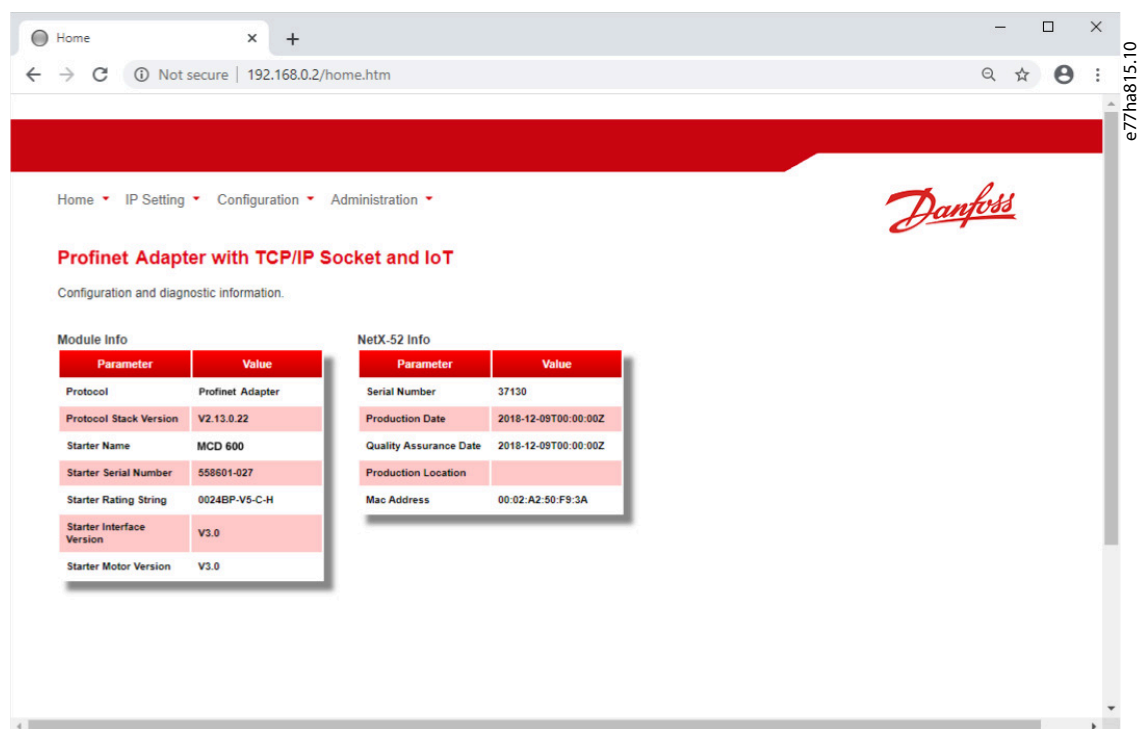 Home
Not secure | 192.168.0.2/home.htm
e77ha815.10
Home IP Setting Configuration Administration
Danfoss
Profinet Adapter with TCP/IP Socket and IoT
Configuration and diagnostic information.
Module Info
Parameter Value
Protocol Profinet Adapter
Protocol Stack Version V2.13.0.22
Starter Name MCD 600
Starter Serial Number 558601-027
Starter Rating String 0024BP-V5-C-H
Starter Interface
Version V3.0
Starter Motor Version V3.0
NetX-52 Info
Parameter Value
Serial Number 37130
Production Date 2018-12-09T00:00:00Z
Quality Assurance Date 2018-12-09T00:00:00Z
Production Location
Mac Address 00:02:A2:50:F9:3A